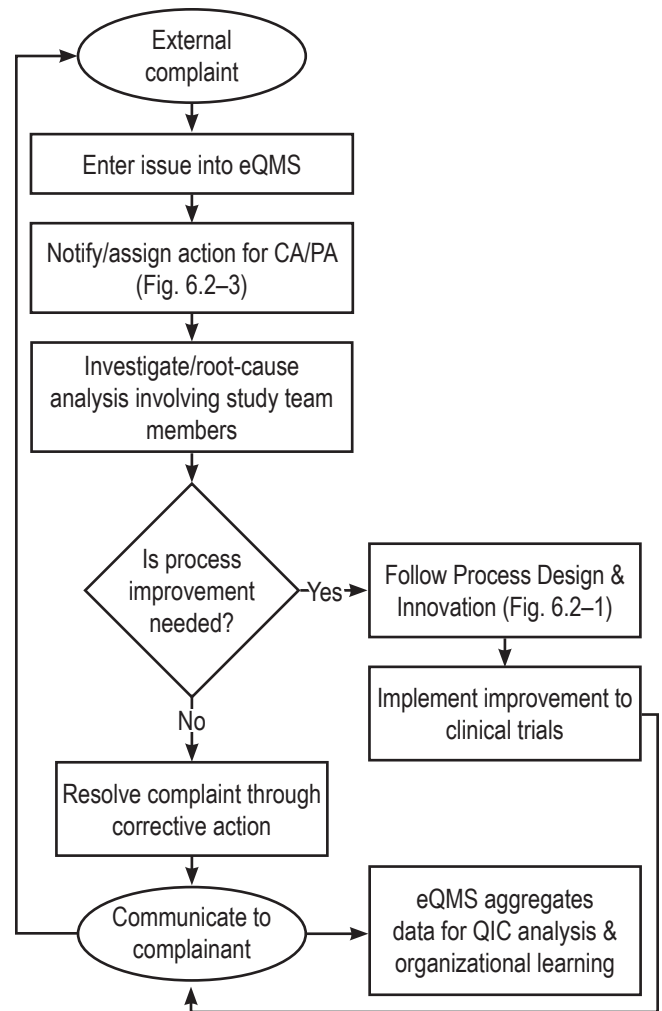 External
complaint
Enter issue into eQMS
Notify/assign action for CA/PA
(Fig. 6.2–3)
Investigate/root-cause
analysis involving study team
members
Is process
improvement
needed?
Yes
Follow Process Design &
Innovation (Fig. 6.2–1)
Implement improvement to
clinical trials
No
Resolve complaint through
corrective action
Communicate to
complainant
eQMS aggregates
data for QIC analysis &
organizational learning